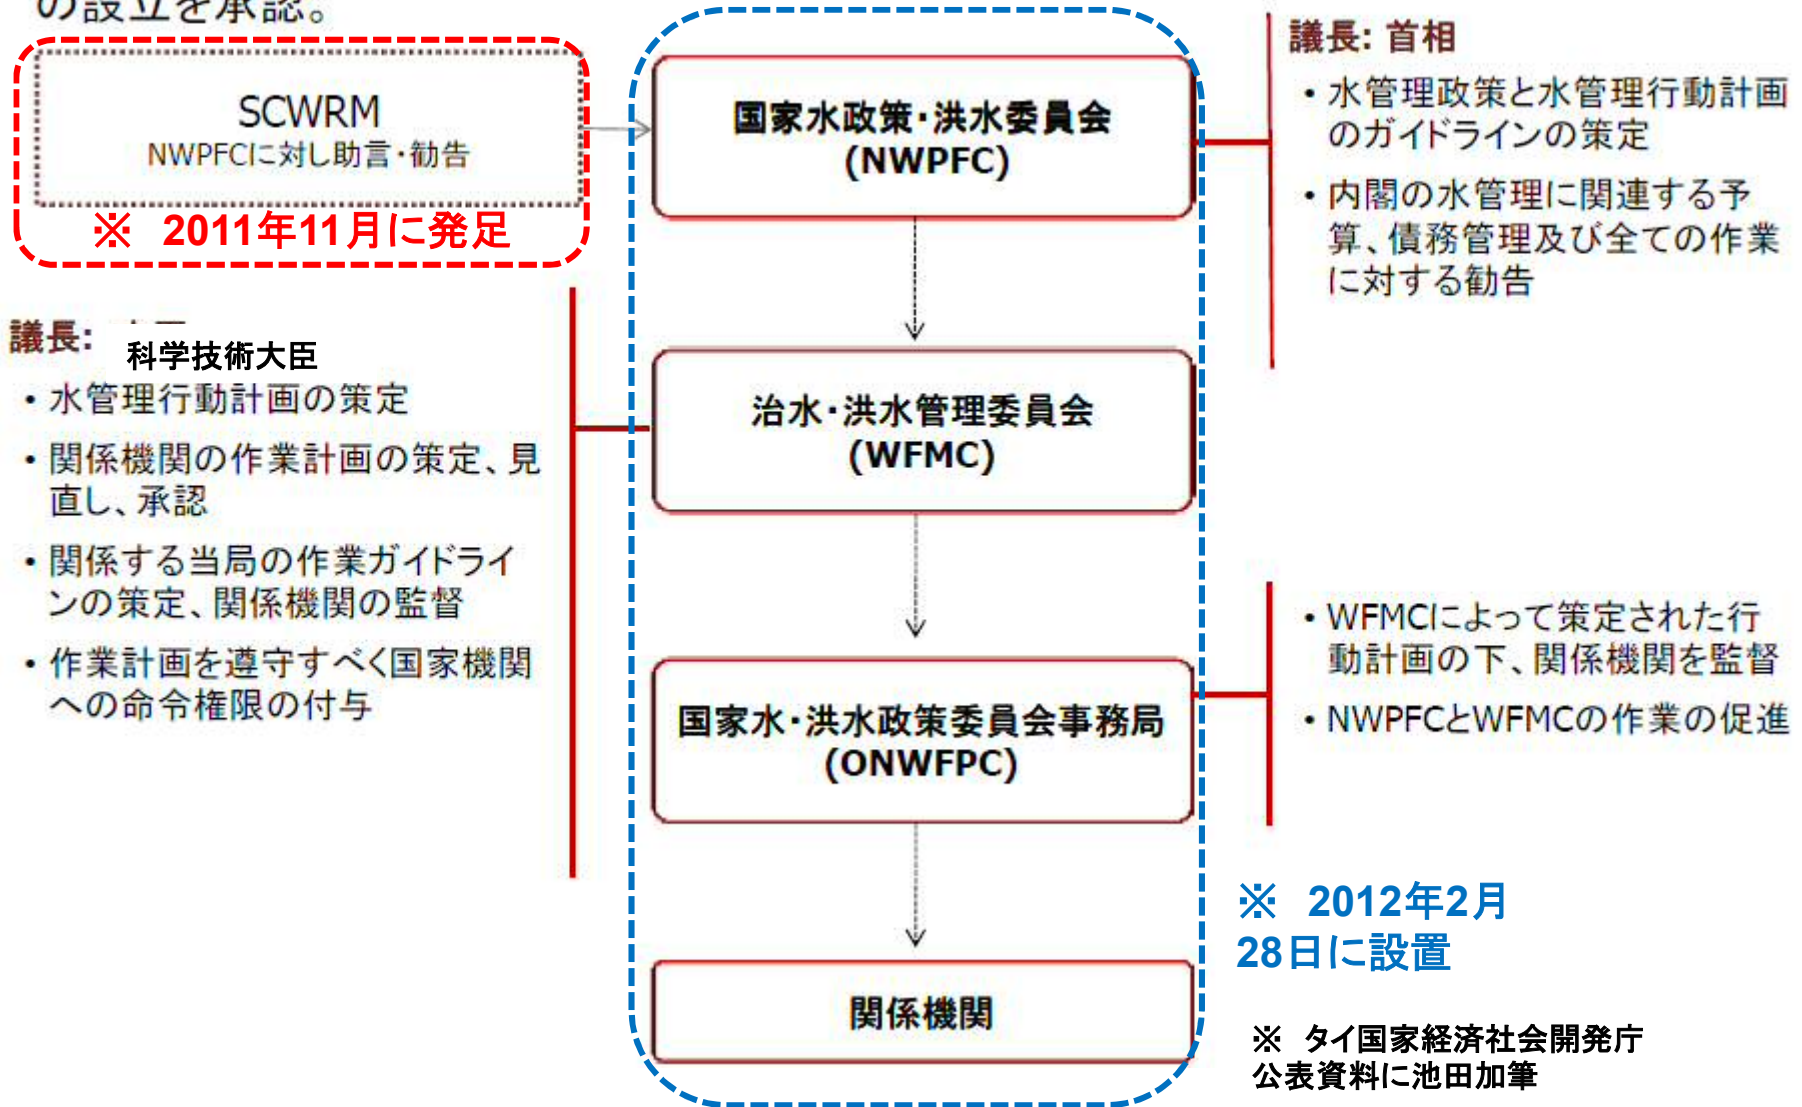 の設立を承認。
SCWRM
NWPFCに対し助言・勧告
※ 2011年11月に発足
国家水政策・洪水委員会
(NWPFC)
議長: 首相
・水管理政策と水管理行動計画
のガイドラインの策定
・内閣の水管理に関連する予
算、債務管理及び全ての作業
に対する勧告
議長:
科学技術大臣
・水管理行動計画の策定
・関係機関の作業計画の策定、見
直し、承認
・関係する当局の作業ガイドライ
ンの策定、関係機関の監督
・作業計画を遵守すべく国家機関
への命令権限の付与
治水・洪水管理委員会
(WFMC)
国家水・洪水政策委員会事務局
(ONWFPC)
・WFMCによって策定された行
動計画の下、関係機関を監督
・NWPFCとWFMCの作業の促進
関係機関
※ 2012年2月
28日に設置
※ タイ国家経済社会開発庁
公表資料に池田加筆